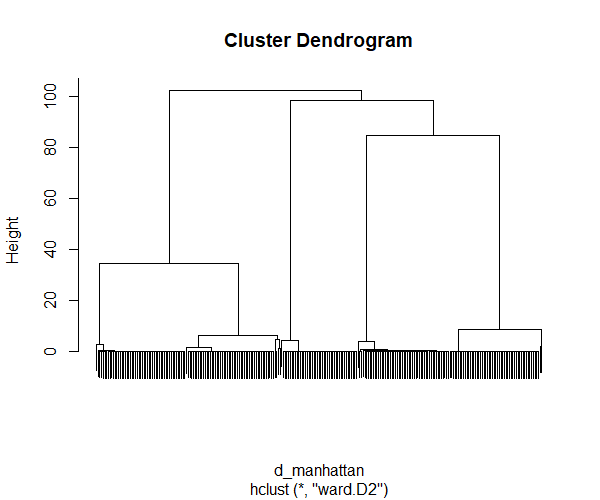 Cluster Dendrogram
Height
100
80
60
40
20
0
d_manhattan
hclust (*, "ward.D2")